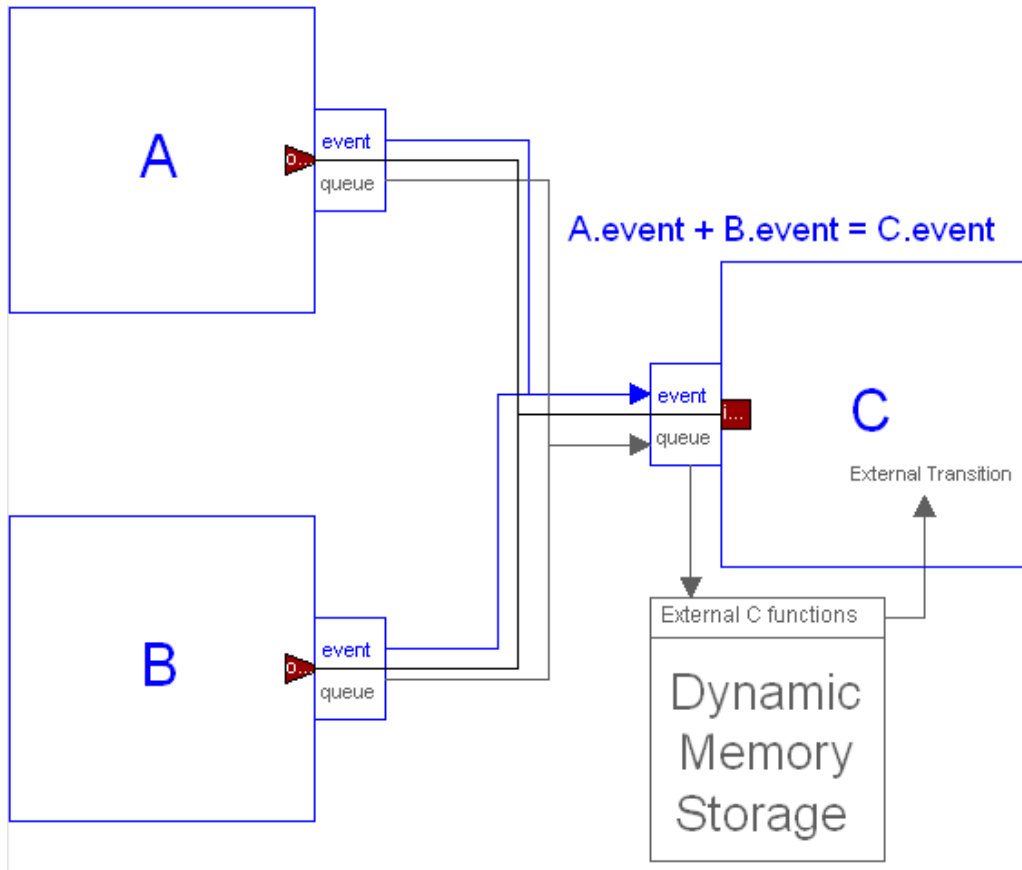 A
event
o...
queue
A.event + B.event = C.event
event
i...
C
queue
External Transition
External C functions
B
event
o...
queue
Dynamic
Memory
Storage